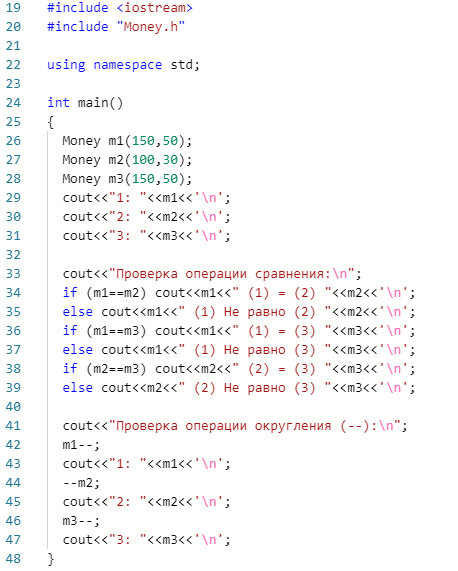 19 #include <iostream>
20 #include "Money.h"
21
22 using namespace std;
23
24 int main()
25 {
26   Money m1(150,50);
27   Money m2(100,30);
28   Money m3(150,50);
29   cout<<"1: "<<m1<<'\n';
30   cout<<"2: "<<m2<<'\n';
31   cout<<"3: "<<m3<<'\n';
32
33   cout<<"Проверка операции сравнения:\n";
34   if (m1==m2) cout<<m1<<" (1) = (2) "<<m2<<'\n';
35   else cout<<m1<<" (1) Не равно (2) "<<m2<<'\n';
36   if (m1==m3) cout<<m1<<" (1) = (3) "<<m3<<'\n';
37   else cout<<m1<<" (1) Не равно (3) "<<m3<<'\n';
38   if (m2==m3) cout<<m2<<" (2) = (3) "<<m3<<'\n';
39   else cout<<m2<<" (2) Не равно (3) "<<m3<<'\n';
40
41   cout<<"Проверка операции округления (--):\n";
42   m1--;
43   cout<<"1: "<<m1<<'\n';
44   --m2;
45   cout<<"2: "<<m2<<'\n';
46   m3--;
47   cout<<"3: "<<m3<<'\n';
48 }